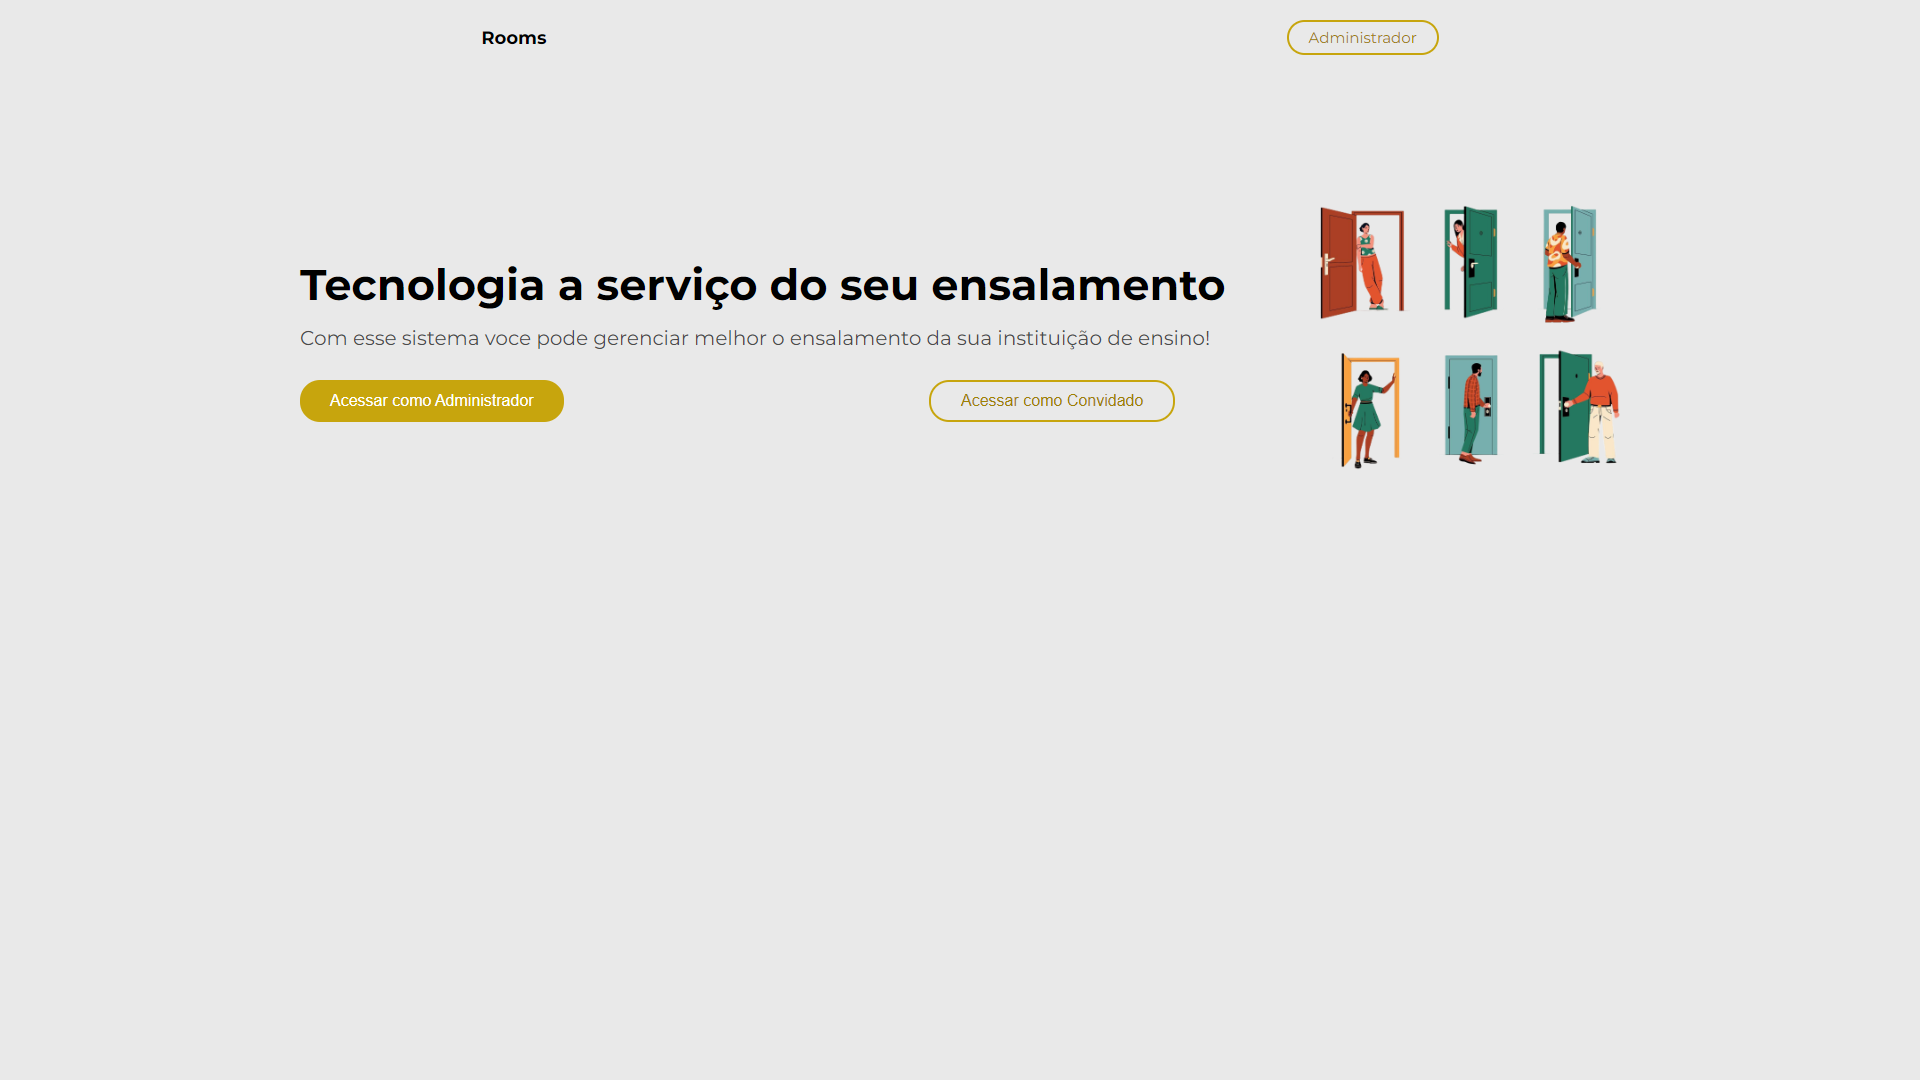 Rooms
Administrador
Tecnologia a serviço do seu ensalamento
Com esse sistema voce pode gerenciar melhor o ensalamento da sua instituição de ensino!
Acessar como Administrador
Acessar como Convidado